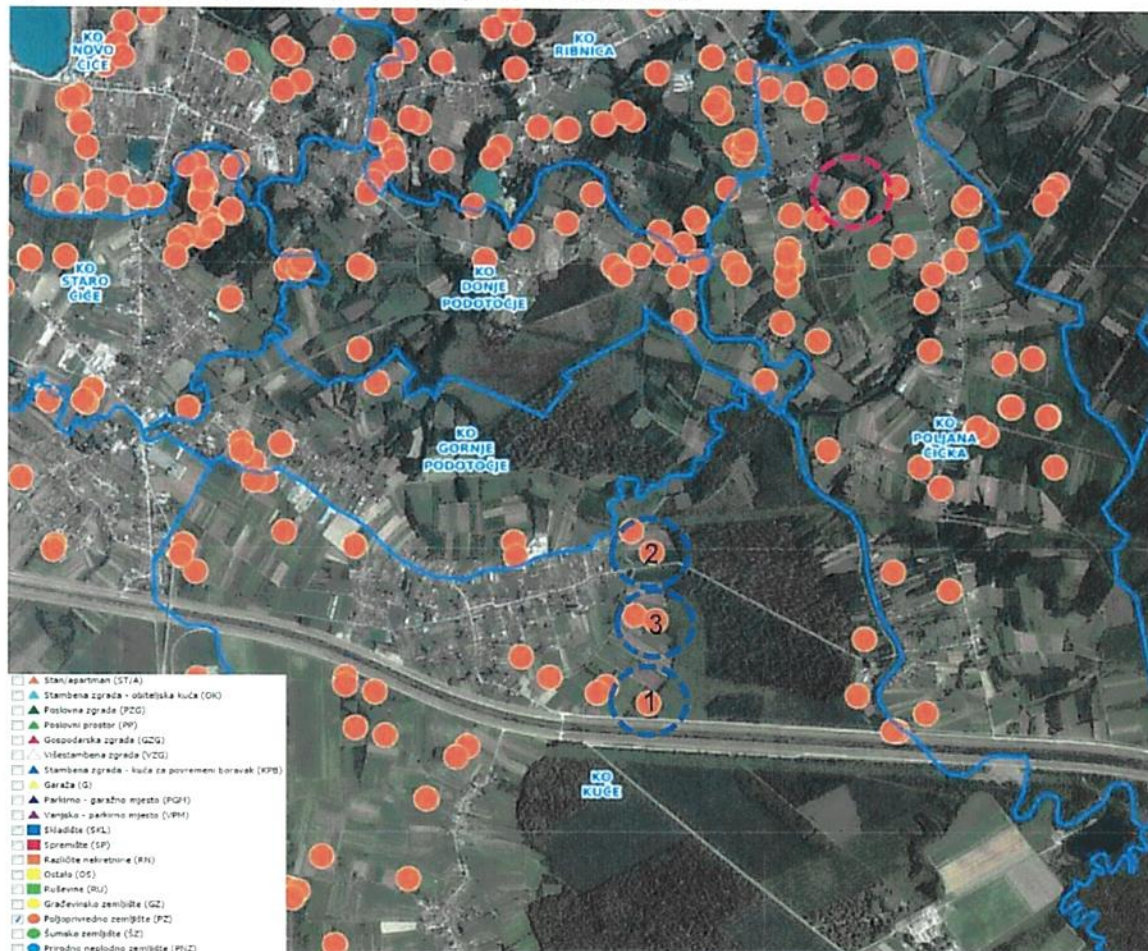 KO
NOVO
ČIČE
KO
RIBNICA
KO
STARO
ČIČE
KO
DONJE
PODOTOČJE
KO
GORNJE
PODOTOČJE
KO
POLJANA
ČIČKA
2
3
1
KO
KUČE
Stan/apartman (ST/A)
Stambena zgrada - obiteljska kuća (OK)
Poslovna zgrada (PZG)
Poslovni prostor (PP)
Gospodarska zgrada (GZG)
Višestambena zgrada (VZG)
Stambena zgrada - kuća za povremeni boravak (KPB)
Garaža (G)
Parkirno - garažno mjesto (PGM)
Vanjsko - parkirno mjesto (VPM)
Skladište (SKL)
Spremište (SP)
Različite nekretnine (RN)
Ostalo (OS)
Ruševine (RU)
Građevinsko zemljište (GZ)
Poljoprivredno zemljište (PZ)
Šumsko zemljište (ŠZ)
Prirodno neplodno zemljište (PNZ)